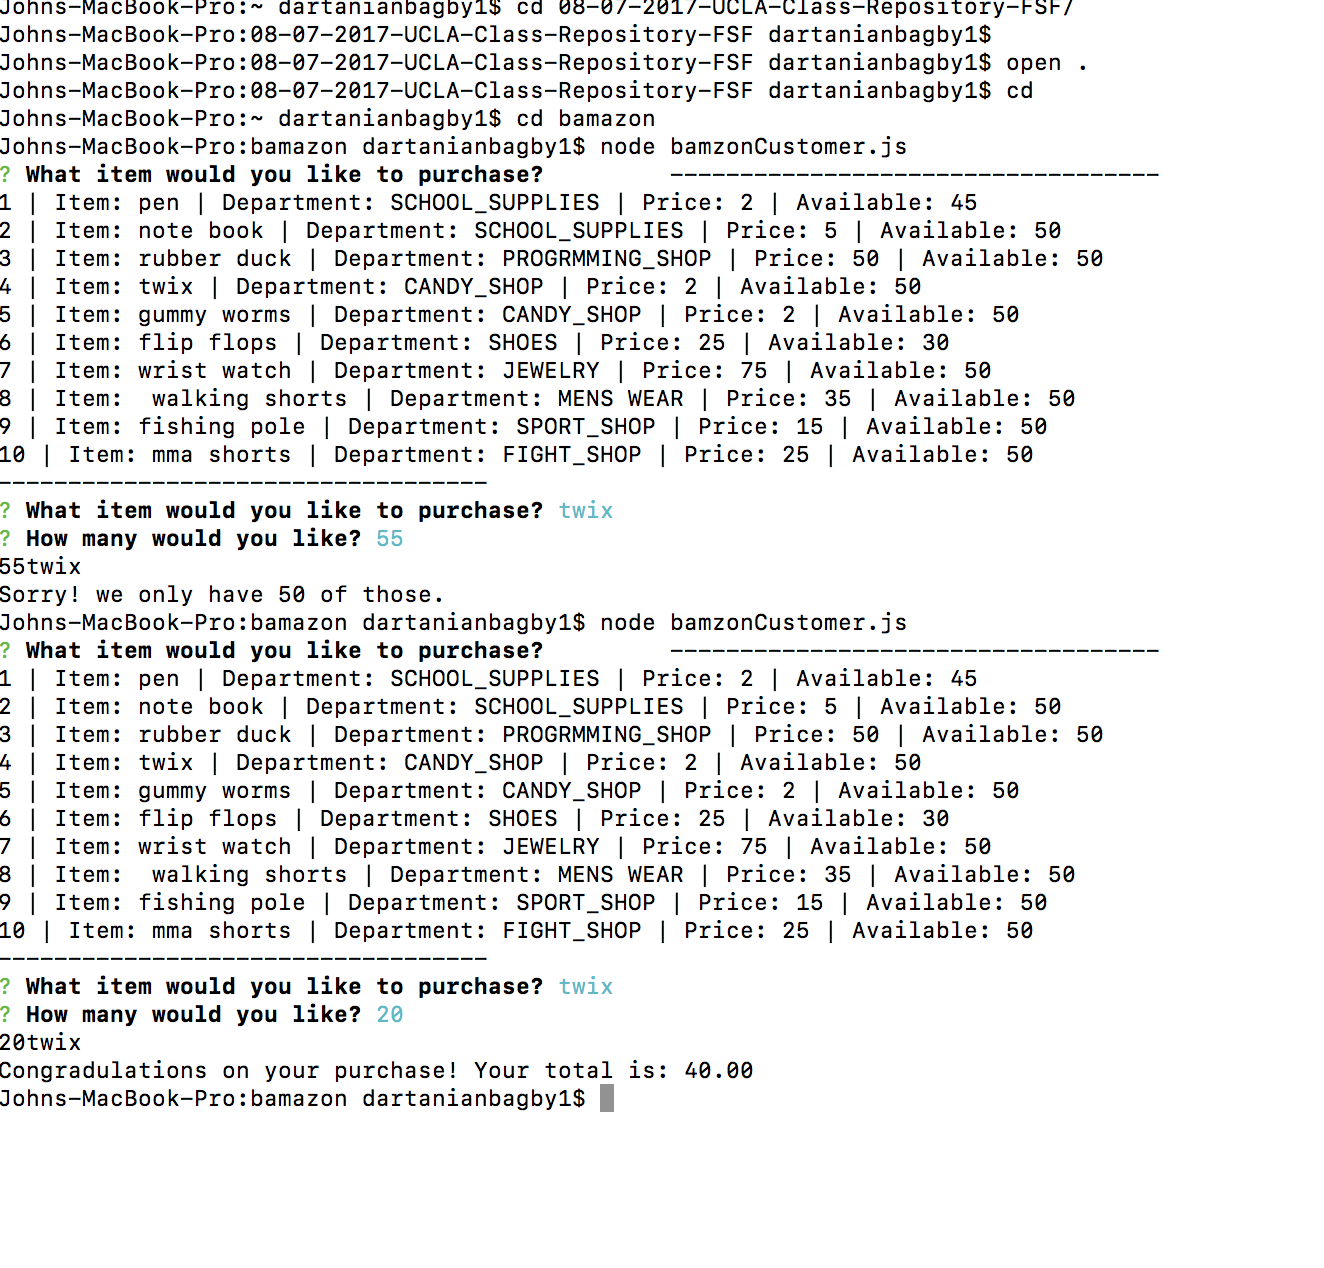 Johns-MacBook-Pro:~ dartanianbagby1$ cd 08-07-2017-UCLA-Class-Repository-FSF/
Johns-MacBook-Pro:08-07-2017-UCLA-Class-Repository-FSF dartanianbagby1$
Johns-MacBook-Pro:08-07-2017-UCLA-Class-Repository-FSF dartanianbagby1$ open .
Johns-MacBook-Pro:08-07-2017-UCLA-Class-Repository-FSF dartanianbagby1$ cd
Johns-MacBook-Pro:~ dartanianbagby1$ cd bamazon
Johns-MacBook-Pro:bamazon dartanianbagby1$ node bamzonCustomer.js
? What item would you like to purchase?         -----------------------------------
1 | Item: pen | Department: SCHOOL_SUPPLIES | Price: 2 | Available: 45
2 | Item: note book | Department: SCHOOL_SUPPLIES | Price: 5 | Available: 50
3 | Item: rubber duck | Department: PROGRMMING_SHOP | Price: 50 | Available: 50
4 | Item: twix | Department: CANDY_SHOP | Price: 2 | Available: 50
5 | Item: gummy worms | Department: CANDY_SHOP | Price: 2 | Available: 50
6 | Item: flip flops | Department: SHOES | Price: 25 | Available: 30
7 | Item: wrist watch | Department: JEWELRY | Price: 75 | Available: 50
8 | Item:  walking shorts | Department: MENS WEAR | Price: 35 | Available: 50
9 | Item: fishing pole | Department: SPORT_SHOP | Price: 15 | Available: 50
10 | Item: mma shorts | Department: FIGHT_SHOP | Price: 25 | Available: 50
-----------------------------------
? What item would you like to purchase? twix
? How many would you like? 55
55twix
Sorry! we only have 50 of those.
Johns-MacBook-Pro:bamazon dartanianbagby1$ node bamzonCustomer.js
? What item would you like to purchase?         -----------------------------------
1 | Item: pen | Department: SCHOOL_SUPPLIES | Price: 2 | Available: 45
2 | Item: note book | Department: SCHOOL_SUPPLIES | Price: 5 | Available: 50
3 | Item: rubber duck | Department: PROGRMMING_SHOP | Price: 50 | Available: 50
4 | Item: twix | Department: CANDY_SHOP | Price: 2 | Available: 50
5 | Item: gummy worms | Department: CANDY_SHOP | Price: 2 | Available: 50
6 | Item: flip flops | Department: SHOES | Price: 25 | Available: 30
7 | Item: wrist watch | Department: JEWELRY | Price: 75 | Available: 50
8 | Item:  walking shorts | Department: MENS WEAR | Price: 35 | Available: 50
9 | Item: fishing pole | Department: SPORT_SHOP | Price: 15 | Available: 50
10 | Item: mma shorts | Department: FIGHT_SHOP | Price: 25 | Available: 50
-----------------------------------
? What item would you like to purchase? twix
? How many would you like? 20
20twix
Congradulations on your purchase! Your total is: 40.00
Johns-MacBook-Pro:bamazon dartanianbagby1$